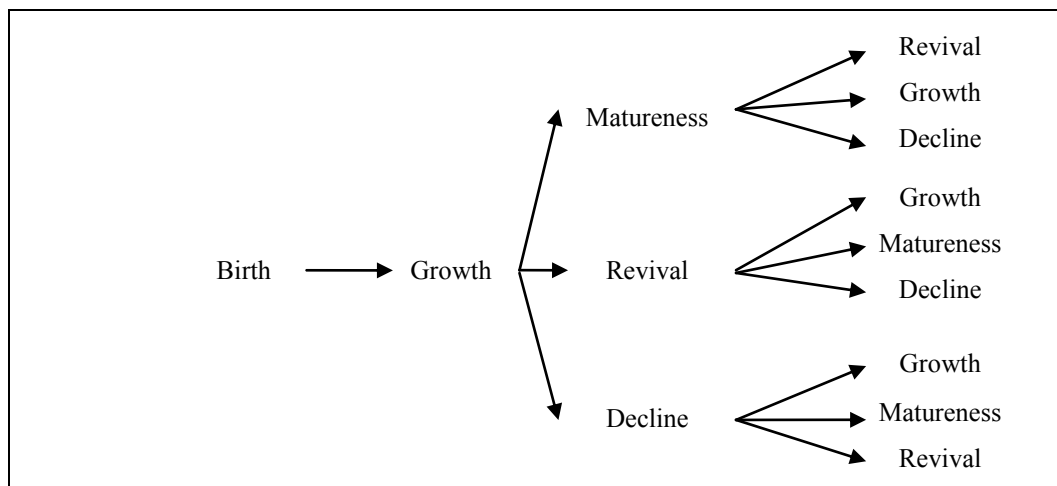 Revival
Growth
Matureness
Decline
Growth
Matureness
Birth
Growth
Revival
Decline
Growth
Matureness
Decline
Revival